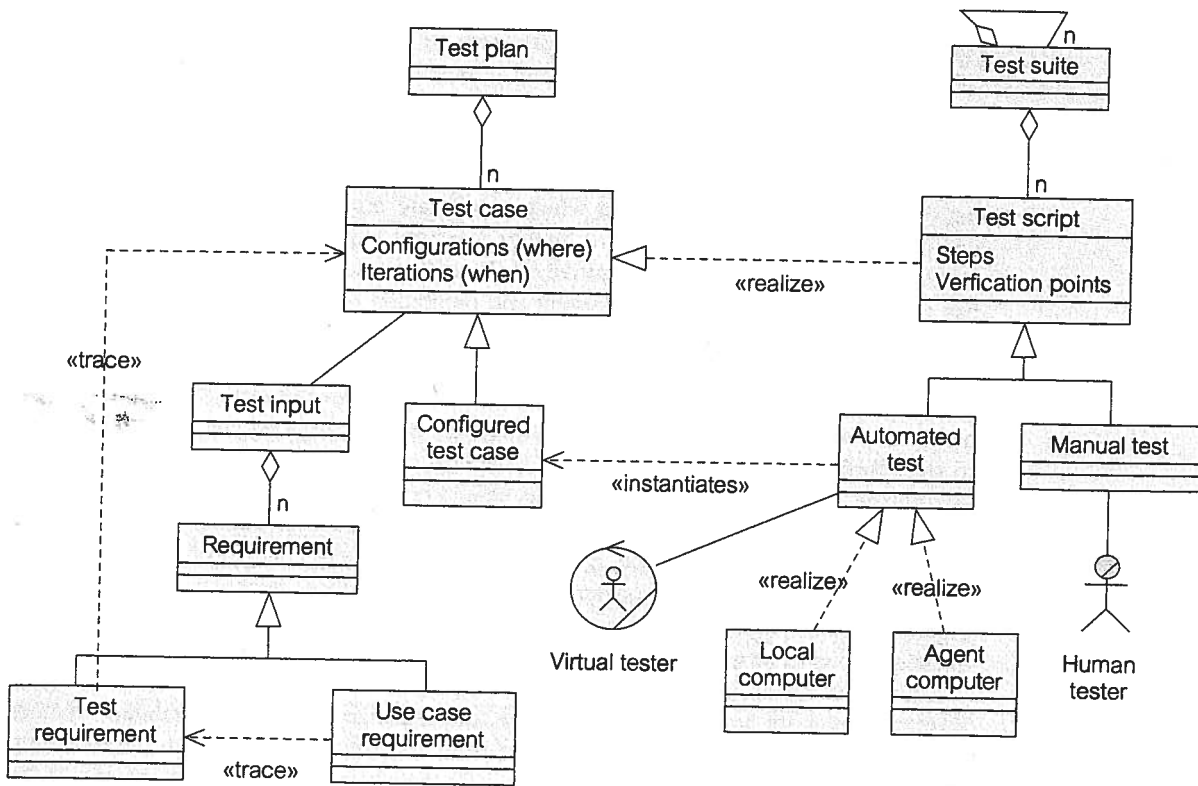 Test plan
n
Test suite
n
n
Test case
Configurations (where)
Iterations (when)
«realize»
Test script
Steps
Verfication points
«trace»
Test input
n
Configured
test case
«instantiates»
Automated
test
Manual test
Requirement
Virtual tester
«realize»
«realize»
Local
computer
Agent
computer
Human
tester
Test
requirement
«trace»
Use case
requirement